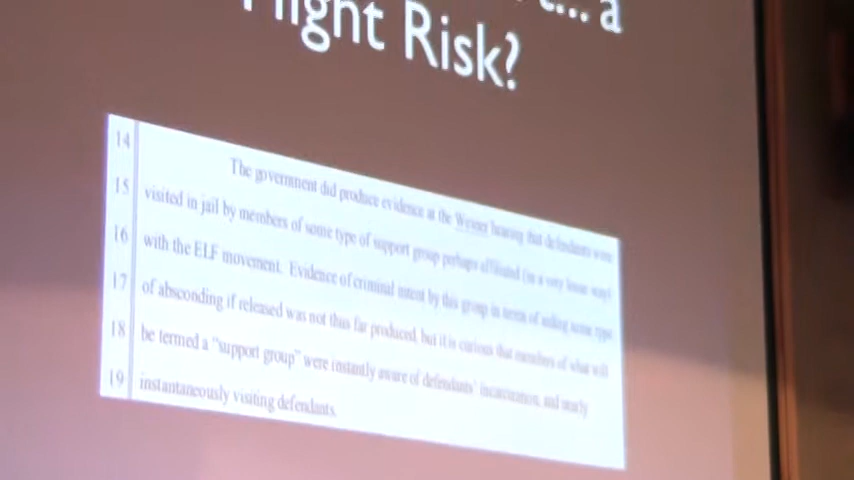 ... a
Flight Risk?
14
15 The government did produce evidence at the Weiner hearing that defendants were
16 visited in jail by members of some type of support group perhaps affiliated (in a very loose way)
17 with the ELF movement. Evidence of criminal intent by this group in terms of aiding some type
18 of absconding if released was not thus far produced, but it is curious that members of what will
19 be termed a "support group" were instantly aware of defendants' incarceration, and nearly
instantaneously visiting defendants.